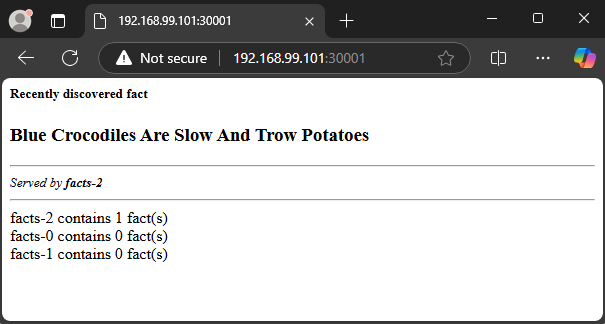 192.168.99.101:30001
Not secure
192.168.99.101:30001
Recently discovered fact
Blue Crocodiles Are Slow And Trow Potatoes
Served by facts-2
facts-2 contains 1 fact(s)
facts-0 contains 0 fact(s)
facts-1 contains 0 fact(s)